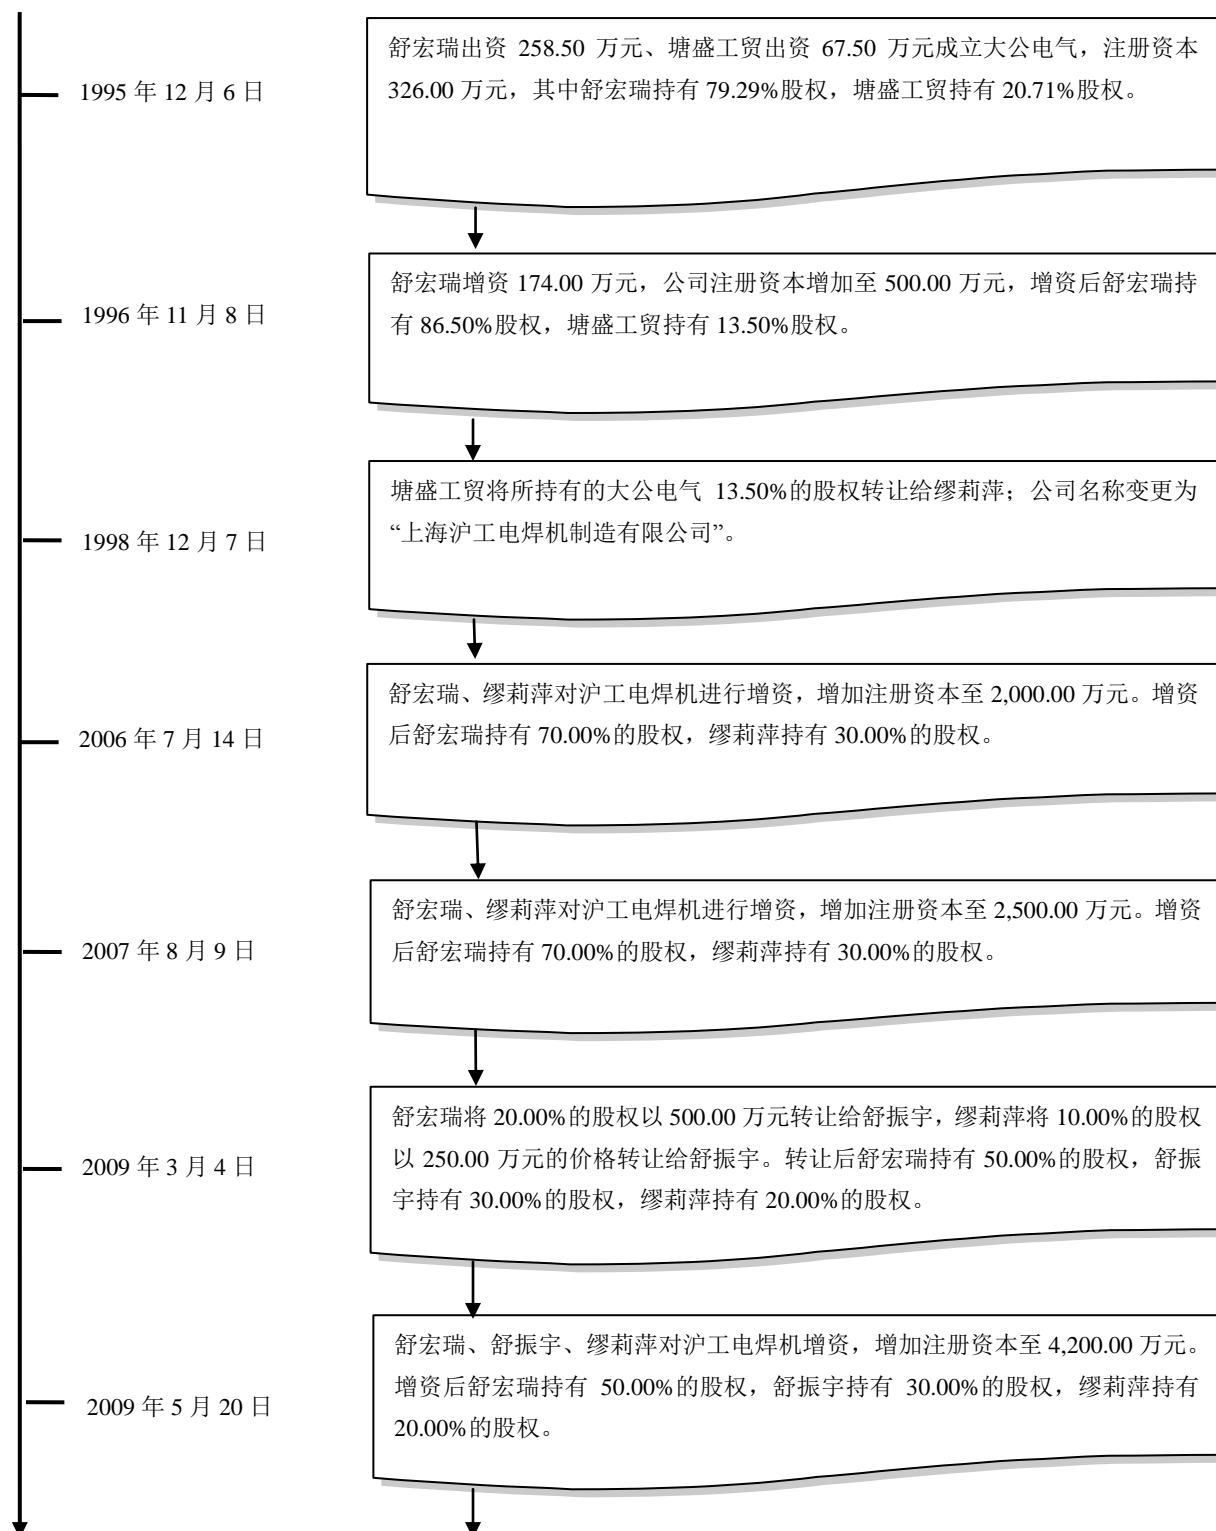 舒宏瑞出资 258.50 万元、塘盛工贸出资 67.50 万元成立大公电气，注册资本
1995 年 12 月 6 日
326.00 万元，其中舒宏瑞持有 79.29%股权，塘盛工贸持有 20.71%股权。
舒宏瑞增资 174.00 万元，公司注册资本增加至 500.00 万元，增资后舒宏瑞持
1996 年 11 月 8 日
有 86.50%股权，塘盛工贸持有 13.50%股权。
塘盛工贸将所持有的大公电气 13.50%的股权转让给缪莉萍；公司名称变更为
“上海沪工电焊机制造有限公司”。
1998 年 12 月 7 日
舒宏瑞、缪莉萍对沪工电焊机进行增资，增加注册资本至 2,000.00 万元。增资
后舒宏瑞持有 70.00%的股权，缪莉萍持有 30.00%的股权。
2006 年 7 月 14 日
舒宏瑞、缪莉萍对沪工电焊机进行增资，增加注册资本至 2,500.00 万元。增资
后舒宏瑞持有 70.00%的股权，缪莉萍持有 30.00%的股权。
2007 年 8 月 9 日
舒宏瑞将 20.00%的股权以 500.00 万元转让给舒振宇，缪莉萍将 10.00%的股权
以 250.00 万元的价格转让给舒振宇。转让后舒宏瑞持有 50.00%的股权，舒振
2009 年 3 月 4 日
宇持有 30.00%的股权，缪莉萍持有 20.00%的股权。
舒宏瑞、舒振宇、缪莉萍对沪工电焊机增资，增加注册资本至 4,200.00 万元。
增资后舒宏瑞持有 50.00%的股权，舒振宇持有 30.00%的股权，缪莉萍持有
2009 年 5 月 20 日
20.00%的股权。